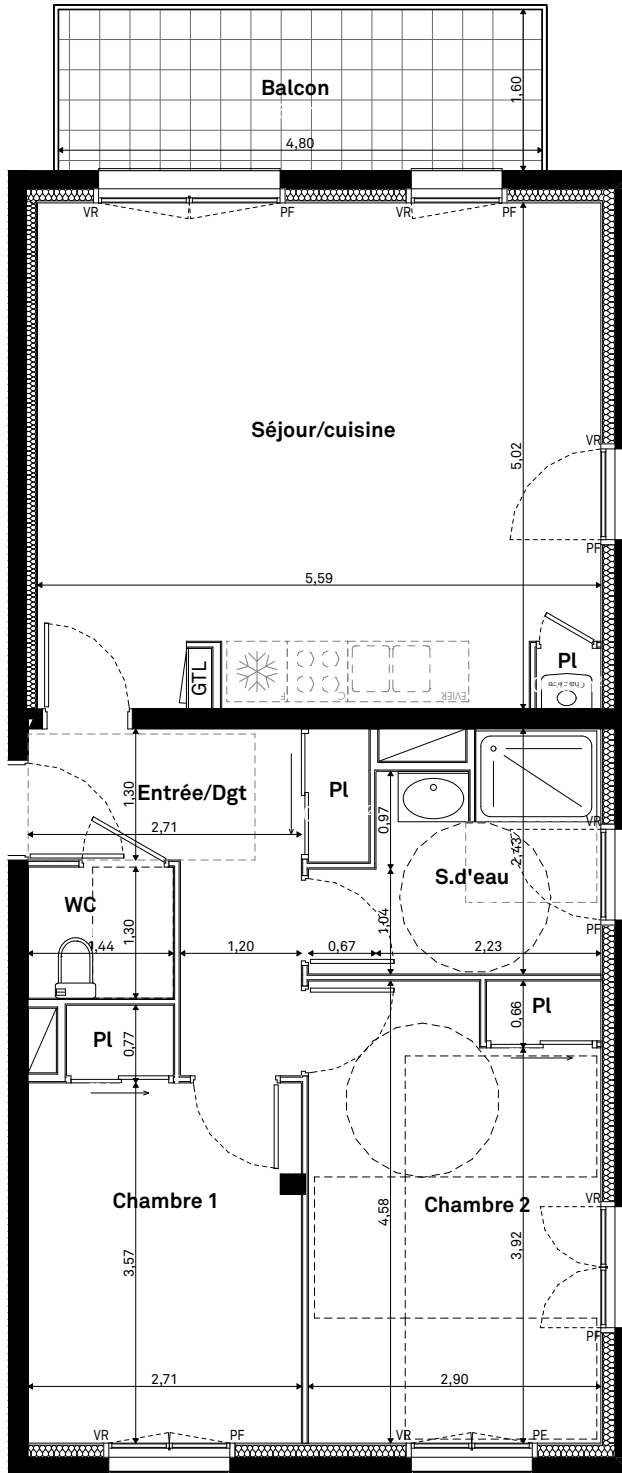 Balcon
1,60
4,80
VR
PF
VR
PF
Séjour/cuisine
5,02
VR
PF
5,59
GTL
F
C
EVIER
Pl
Chaudière
Entrée/Dgt
1,30
2,71
Pl
0,97
S.d'eau
2,43
VR
PF
WC
1,30
1,44
1,20
0,67
1,04
2,23
Pl
0,77
Pl
0,66
Chambre 1
3,57
2,71
Chambre 2
4,58
3,92
VR
PF
2,90
VR
PF
VR
PF